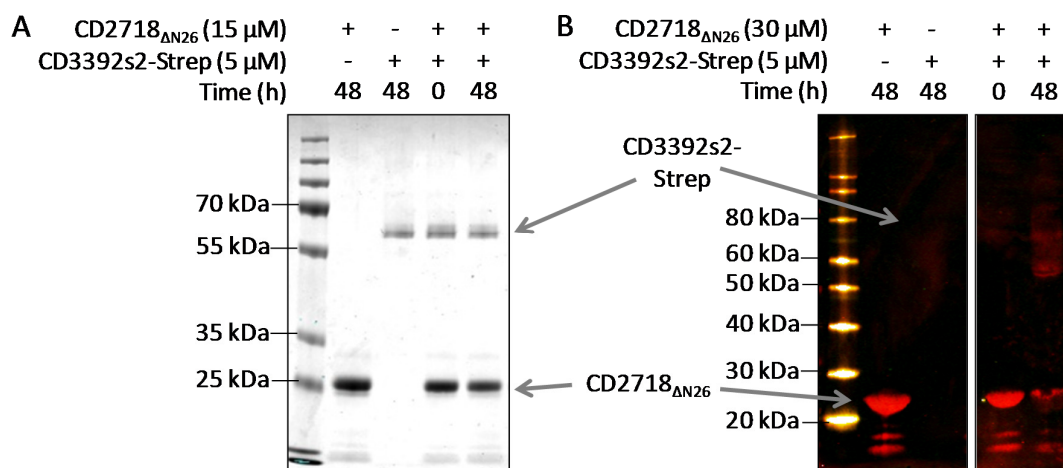 A
CD2718ΔN26 (15 µM) + - + +
CD3392s2-Strep (5 µM) - + + +
Time (h) 48 48 0 48
70 kDa
55 kDa
35 kDa
25 kDa
B
CD2718ΔN26 (30 µM) + - + +
CD3392s2-Strep (5 µM) - + + +
Time (h) 48 48 0 48
CD3392s2-
Strep
80 kDa
60 kDa
50 kDa
40 kDa
30 kDa
20 kDa
CD2718ΔN26